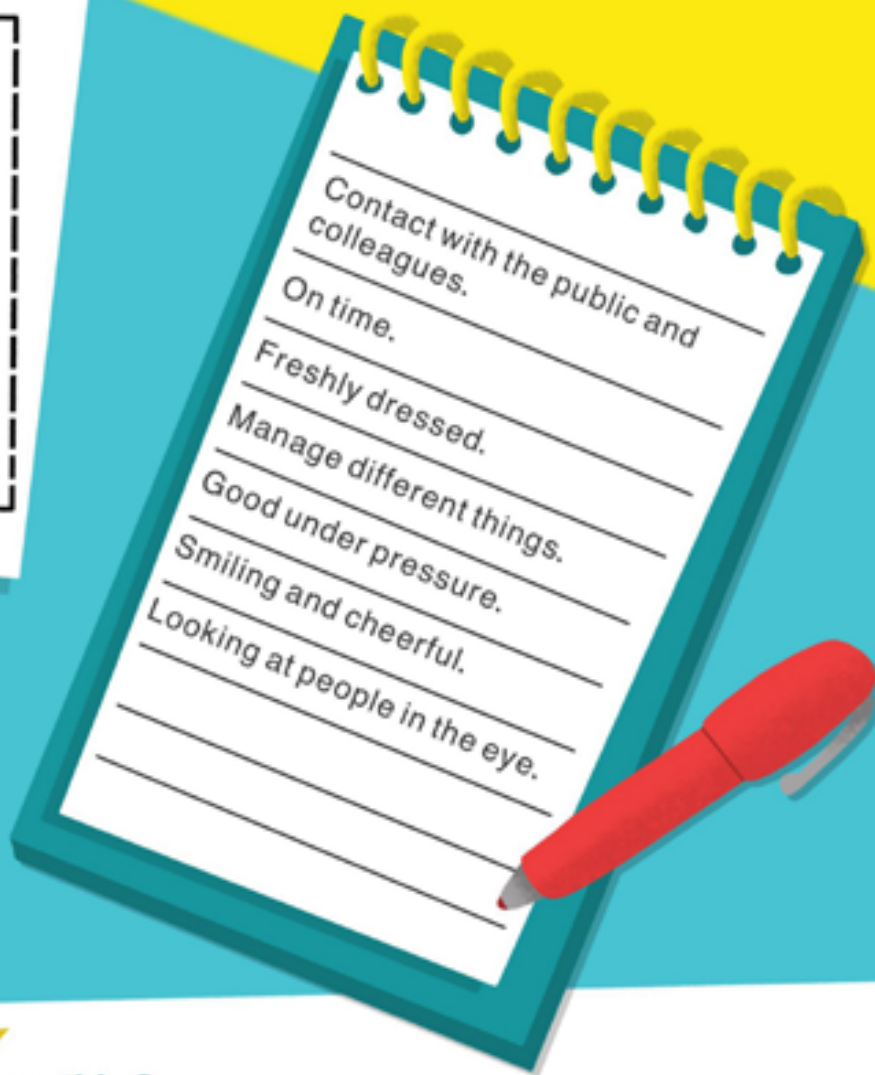 Contact with the public and
colleagues.
On time.
Freshly dressed.
Manage different things.
Good under pressure.
Smiling and cheerful.
Looking at people in the eye.